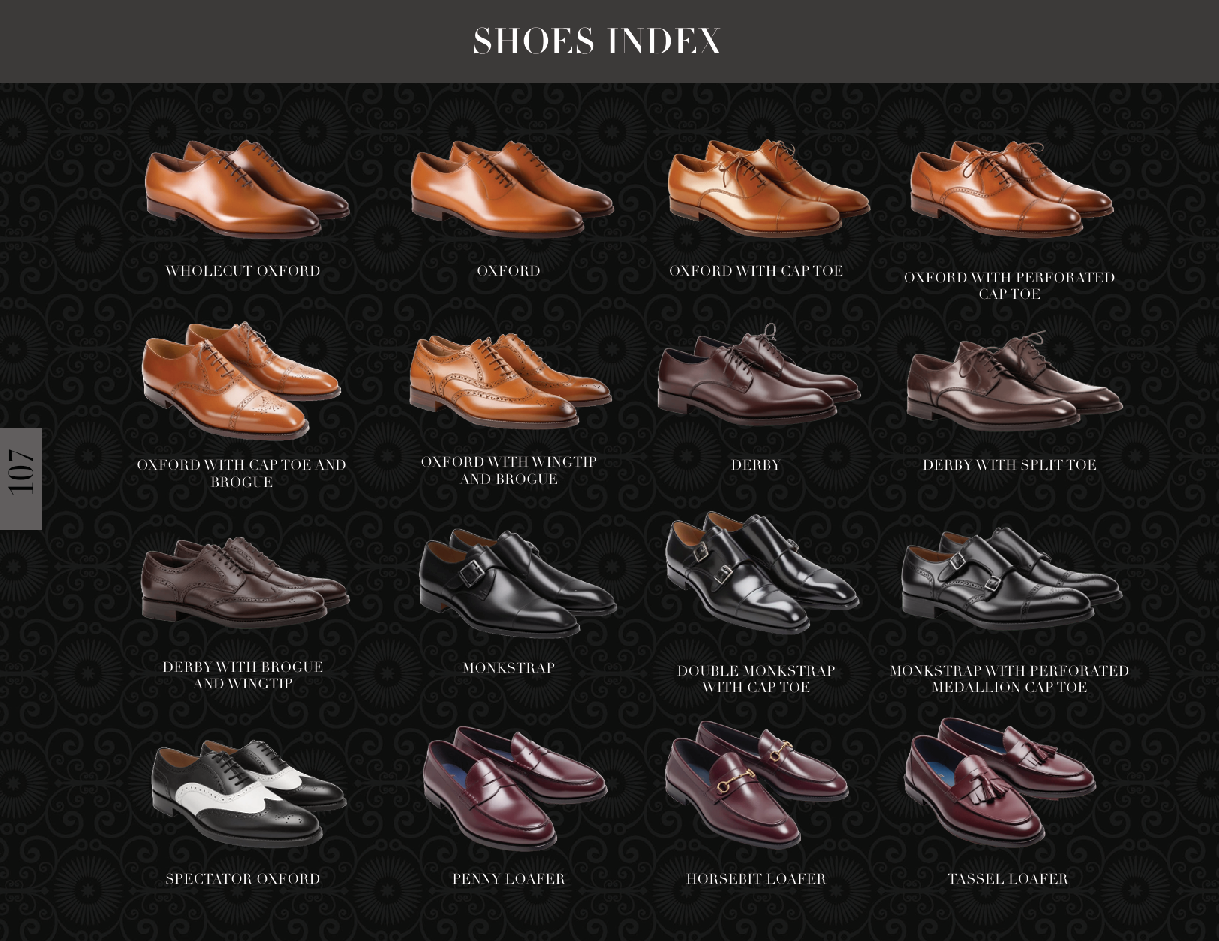 SHOES INDEX
WHOLECUT OXFORD
OXFORD
OXFORD WITH CAP TOE
OXFORD WITH PERFORATED
CAP TOE
OXFORD WITH CAP TOE AND
BROGUE
OXFORD WITH WINGTIP
AND BROGUE
DERBY
DERBY WITH SPLIT TOE
107
DERBY WITH BROGUE
AND WINGTIP
MONKSTRAP
DOUBLE MONKSTRAP
WITH CAP TOE
MONKSTRAP WITH PERFORATED
MEDALLION CAP TOE
SPECTATOR OXFORD
PENNY LOAFER
HORSEBIT LOAFER
TASSEL LOAFER